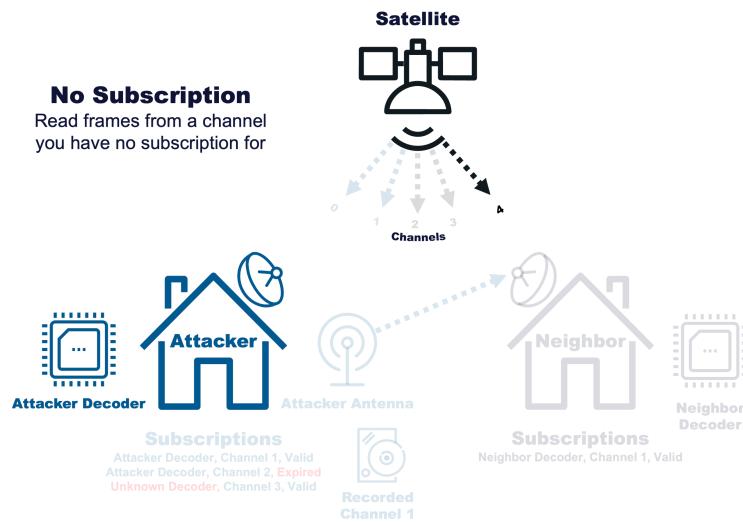 Satellite
No Subscription
Read frames from a channel
you have no subscription for
0
1
2
3
4
Channels
Attacker
Neighbor
Attacker Decoder
Attacker Antenna
Neighbor
Decoder
Subscriptions
Attacker Decoder, Channel 1, Valid
Attacker Decoder, Channel 2, Expired
Unknown Decoder, Channel 3, Valid
Recorded
Channel 1
Subscriptions
Neighbor Decoder, Channel 1, Valid